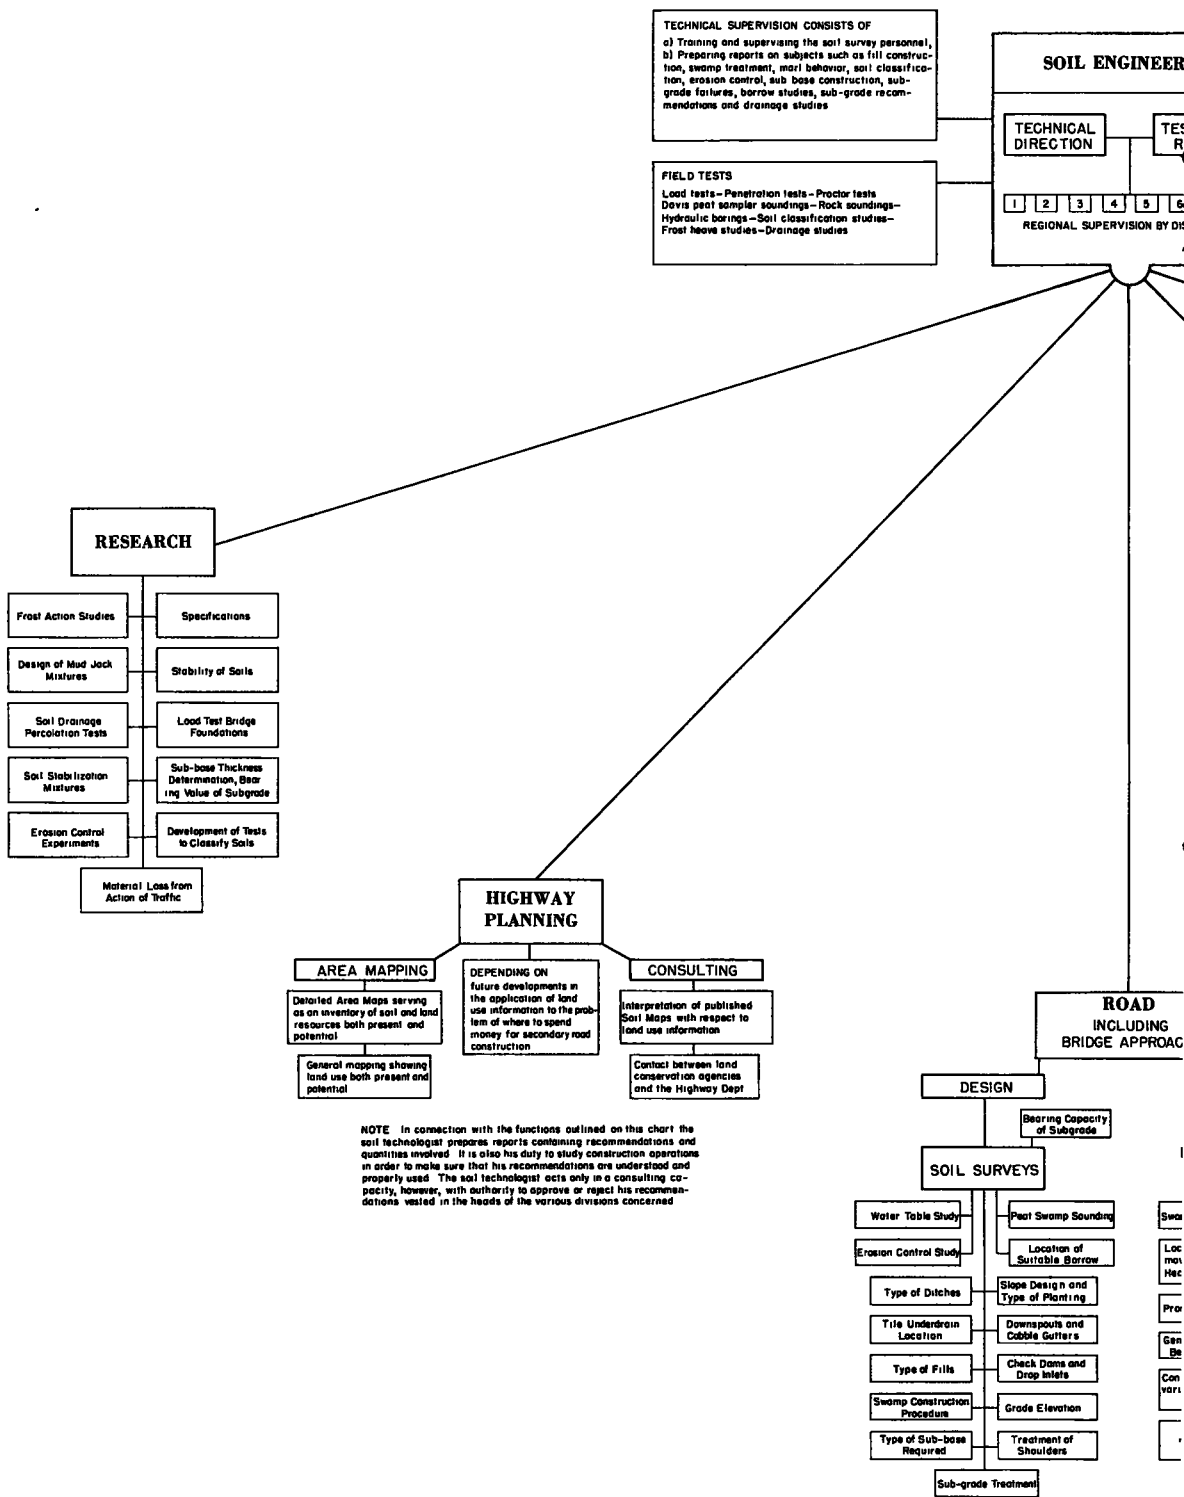 TECHNICAL SUPERVISION CONSISTS OF
a) Training and supervising the soil survey personnel,
b) Preparing reports on subjects such as fill construc-
tion, swamp treatment, marl behavior, soil classifica-
tion, erosion control, sub base construction, sub-
grade failures, borrow studies, sub-grade recom-
mendations and drainage studies
SOIL ENGINEER
TECHNICAL
DIRECTION
TES
R
FIELD TESTS
Load tests-Penetration tests-Proctor tests
Davis peat sampler soundings-Rock soundings-
Hydraulic borings-Soil classification studies-
Frost heave studies-Drainage studies
1 2 3 4 5 6
REGIONAL SUPERVISION BY DIS
RESEARCH
Frost Action Studies
Specifications
Design of Mud Jack
Mixtures
Stability of Soils
Soil Drainage
Percolation Tests
Load Test Bridge
Foundations
Soil Stabilization
Mixtures
Sub-base Thickness
Determination, Bear
ing Value of Subgrade
Erosion Control
Experiments
Development of Tests
to Classify Soils
Material Loss from
Action of Traffic
HIGHWAY
PLANNING
AREA MAPPING
Detailed Area Maps serving
as an inventory of soil and land
resources both present and
potential
General mapping showing
land use both present and
potential
DEPENDING ON
future developments in
the application of land
use information to the prob-
lem of where to spend
money for secondary road
construction
CONSULTING
Interpretation of published
Soil Maps with respect to
land use information
Contact between land
conservation agencies
and the Highway Dept
NOTE In connection with the functions outlined on this chart the
soil technologist prepares reports containing recommendations and
quantities involved It is also his duty to study construction operations
in order to make sure that his recommendations are understood and
properly used The soil technologist acts only in a consulting ca-
pacity, however, with authority to approve or reject his recommen-
dations vested in the heads of the various divisions concerned
ROAD
INCLUDING
BRIDGE APPROAC
DESIGN
Bearing Capacity
of Subgrade
SOIL SURVEYS
Water Table Study
Peat Swamp Sounding
Erosion Control Study
Location of
Suitable Borrow
Type of Ditches
Slope Design and
Type of Planting
Tile Underdrain
Location
Downspouts and
Cobble Gutters
Type of Fills
Check Dams and
Drop Inlets
Swamp Construction
Procedure
Grade Elevation
Type of Sub-base
Required
Treatment of
Shoulders
Sub-grade Treatment
Swa
Loc
mov
Hec
Pro
Gen
Be
Con
vari